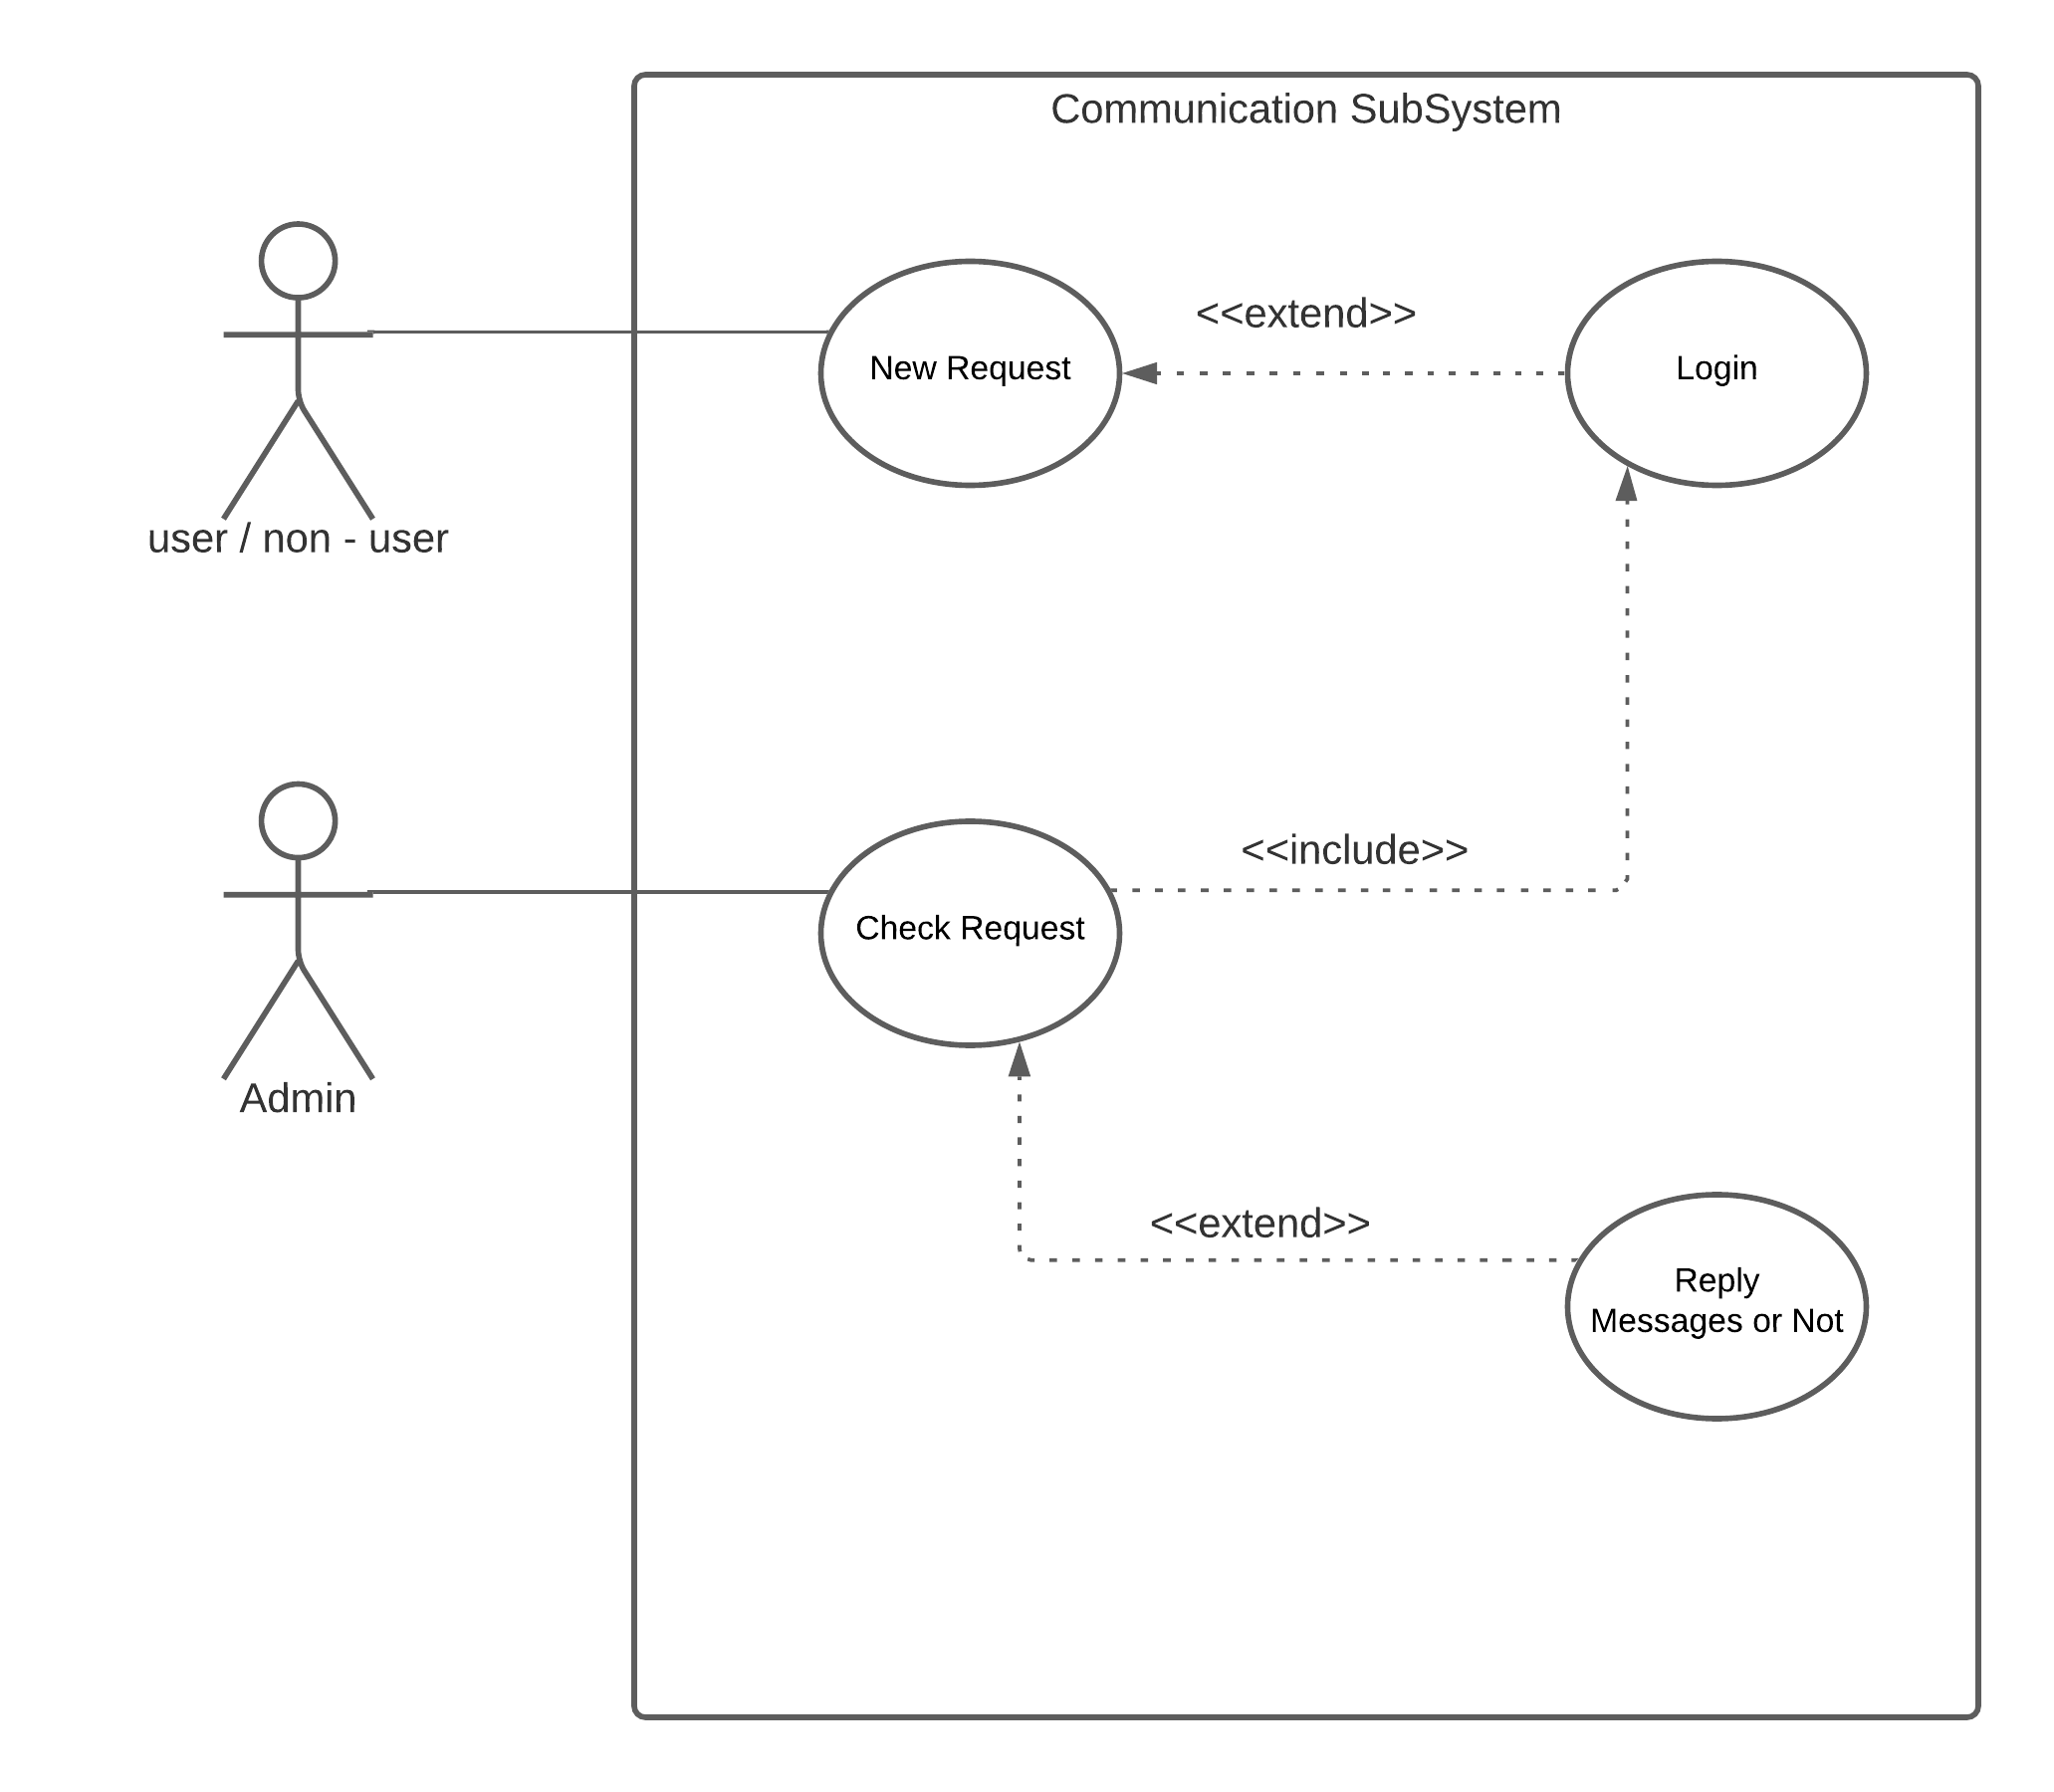 Communication SubSystem
<<extend>>
New Request
Login
user / non - user
<<include>>
Check Request
Admin
<<extend>>
Reply
Messages or Not